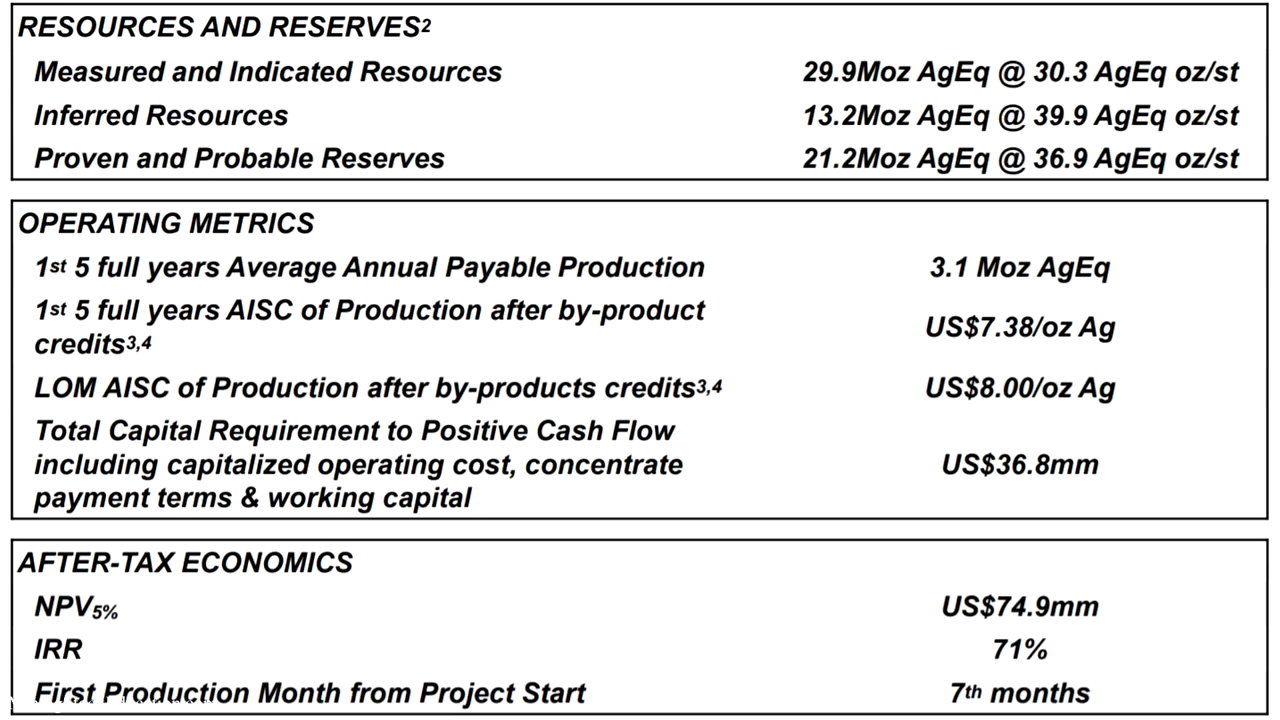 RESOURCES AND RESERVES2
Measured and Indicated Resources 29.9Moz AgEq @ 30.3 AgEq oz/st
Inferred Resources 13.2Moz AgEq @ 39.9 AgEq oz/st
Proven and Probable Reserves 21.2Moz AgEq @ 36.9 AgEq oz/st
OPERATING METRICS
1st 5 full years Average Annual Payable Production 3.1 Moz AgEq
1st 5 full years AISC of Production after by-product
credits3,4 US$7.38/oz Ag
LOM AISC of Production after by-products credits3,4 US$8.00/oz Ag
Total Capital Requirement to Positive Cash Flow
including capitalized operating cost, concentrate US$36.8mm
payment terms & working capital
AFTER-TAX ECONOMICS
NPV5% US$74.9mm
IRR 71%
First Production Month from Project Start 7th months